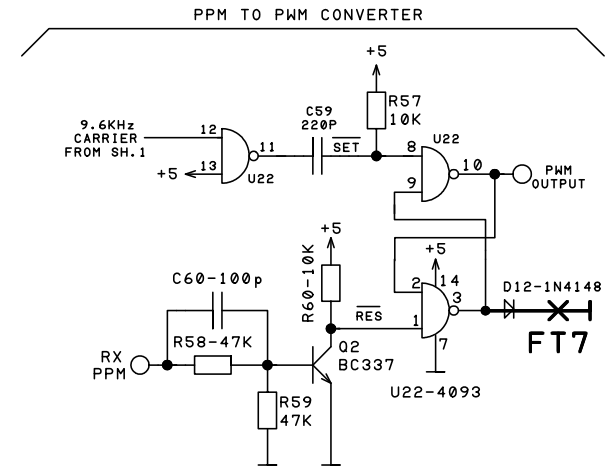 PPM TO PWM CONVERTER
+5
R57
10K
C59
220P
SET
9.6KHz
CARRIER
FROM SH.1
12
11
13
+5
U22
8
9
10
U22
PWM
OUTPUT
+5
R60-10K
C60-100p
+5
14
2
3
1
7
D12-1N4148
FT7
RES
R58-47K
RX
PPM
Q2
BC337
U22-4093
R59
47K